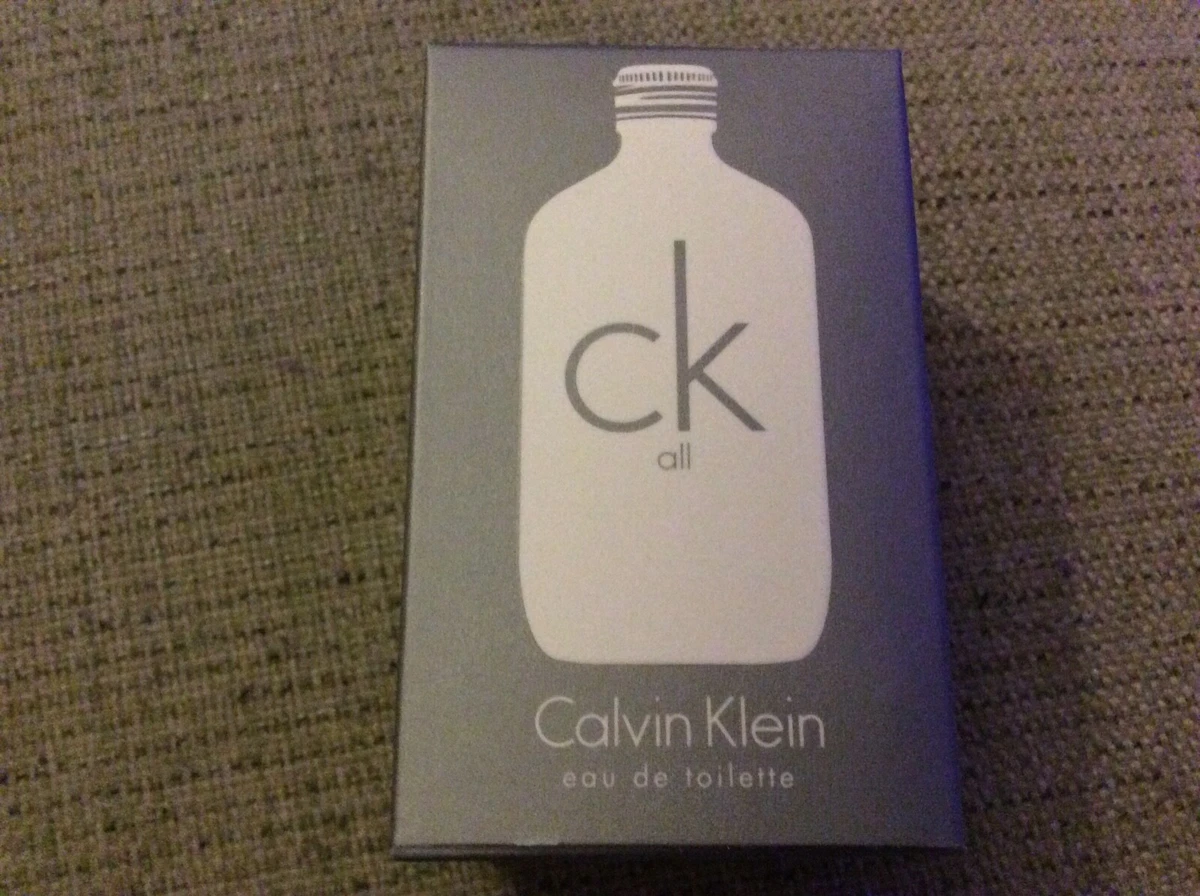 ck
all
Calvin Klein
eau de toilette